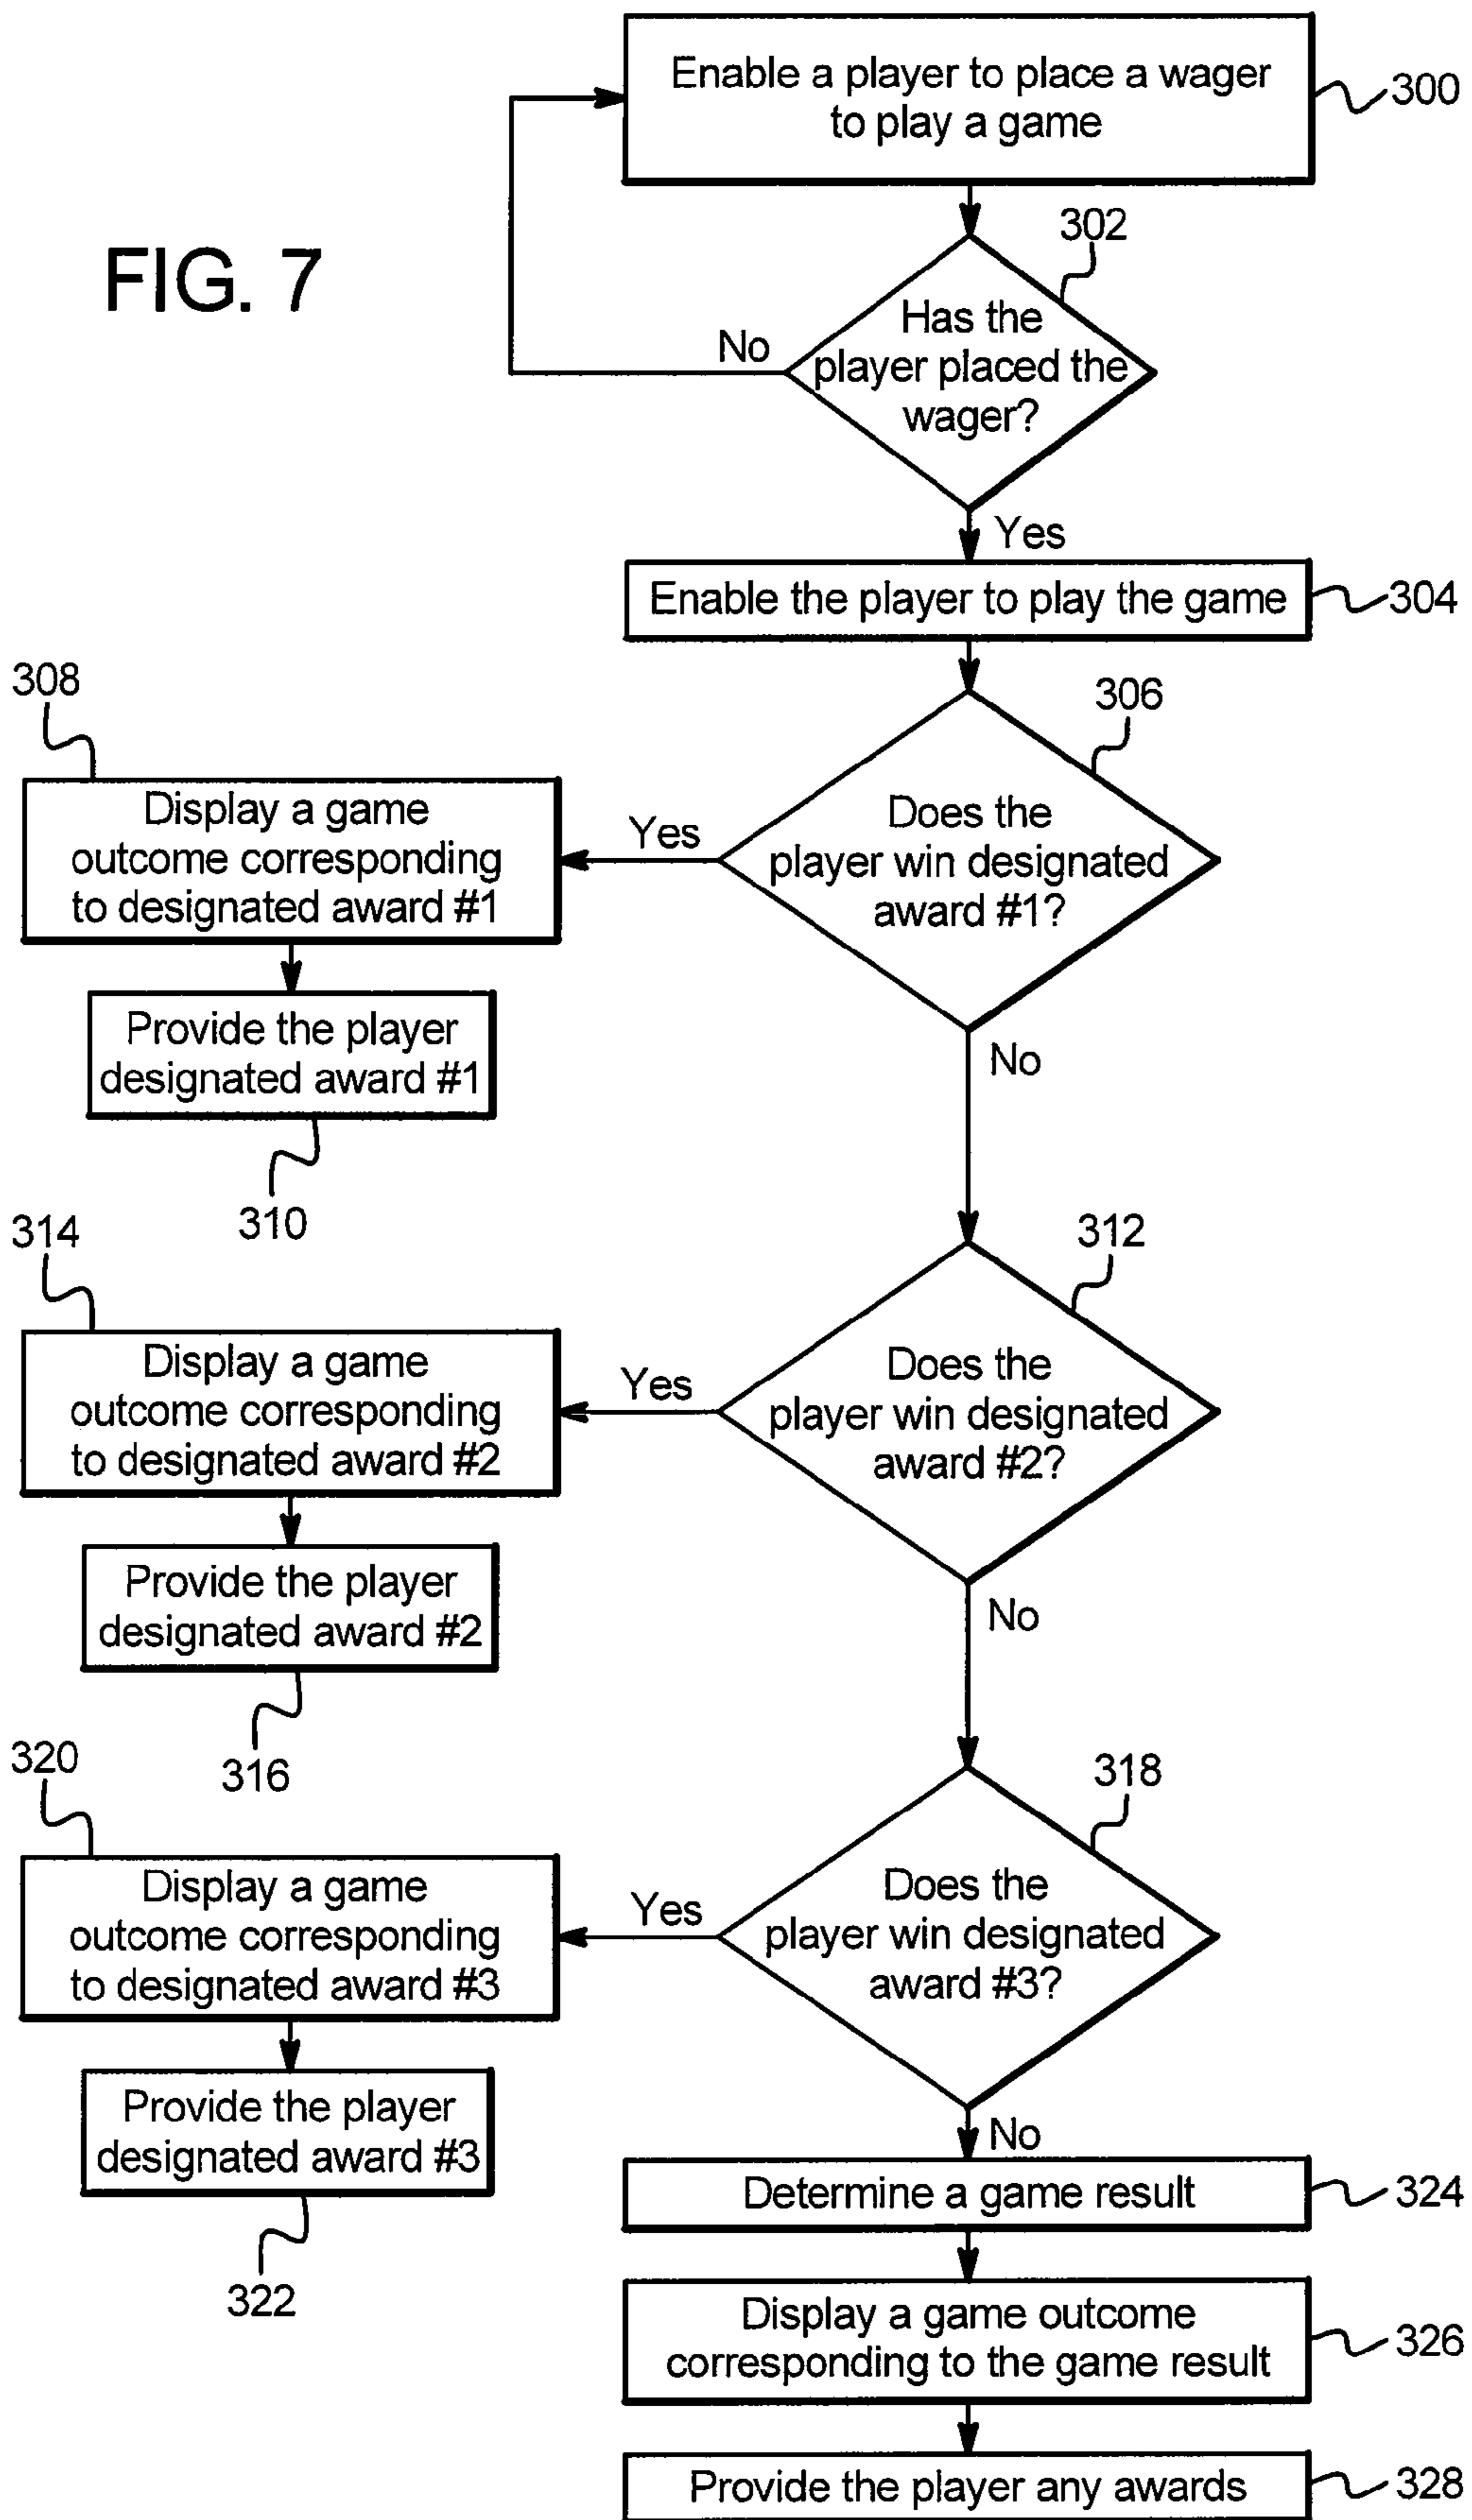 Enable a player to place a wager
to play a game
300
302
FIG. 7
Has the
player placed the
wager?
No
Yes
Enable the player to play the game
304
306
308
Does the
player win designated
award #1?
Yes
Display a game
outcome corresponding
to designated award #1
Provide the player
designated award #1
310
No
312
314
Does the
player win designated
award #2?
Yes
Display a game
outcome corresponding
to designated award #2
Provide the player
designated award #2
316
No
318
320
Does the
player win designated
award #3?
Yes
Display a game
outcome corresponding
to designated award #3
Provide the player
designated award #3
322
No
Determine a game result
324
Display a game outcome
corresponding to the game result
326
Provide the player any awards
328